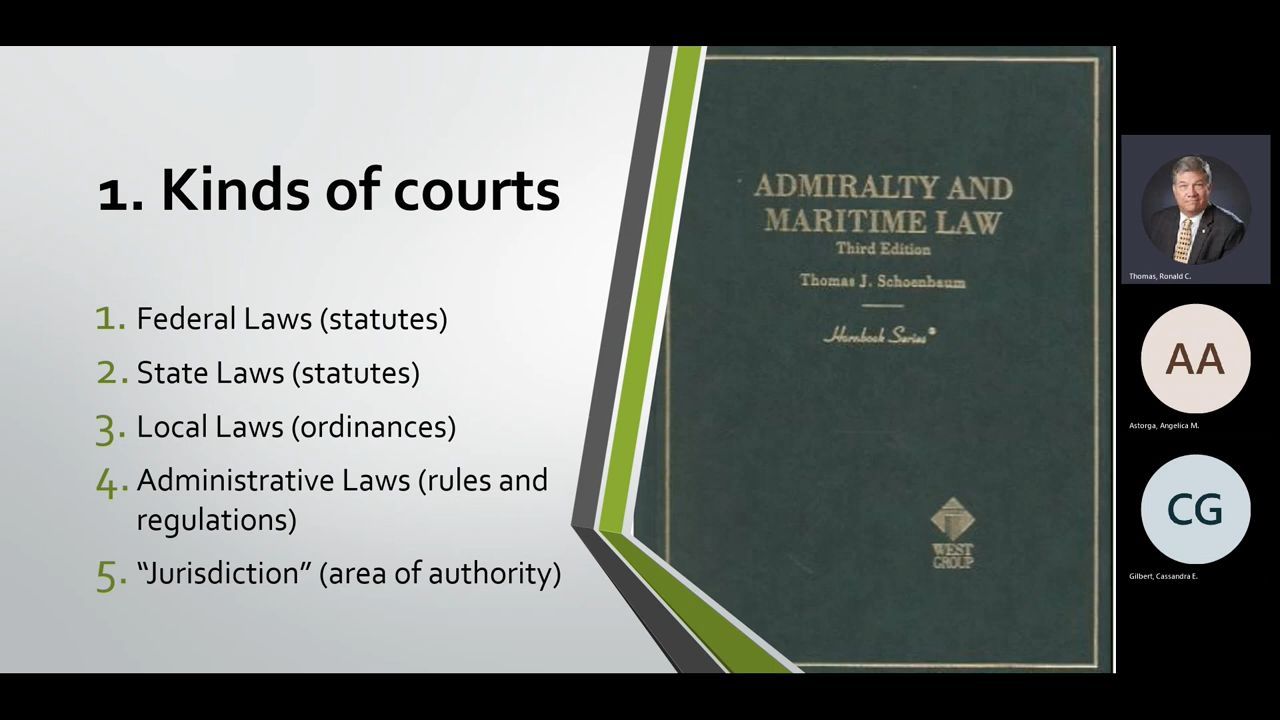 1. Kinds of courts
1. Federal Laws (statutes)
2. State Laws (statutes)
3. Local Laws (ordinances)
4. Administrative Laws (rules and
regulations)
5. “Jurisdiction” (area of authority)
ADMIRALTY AND
MARITIME LAW
Third Edition
Thomas J. Schoenbaum
Hornbook Series®
WEST
GROUP
Thomas, Ronald C.
AA
Astorga, Angelica M.
CG
Gilbert, Cassandra E.